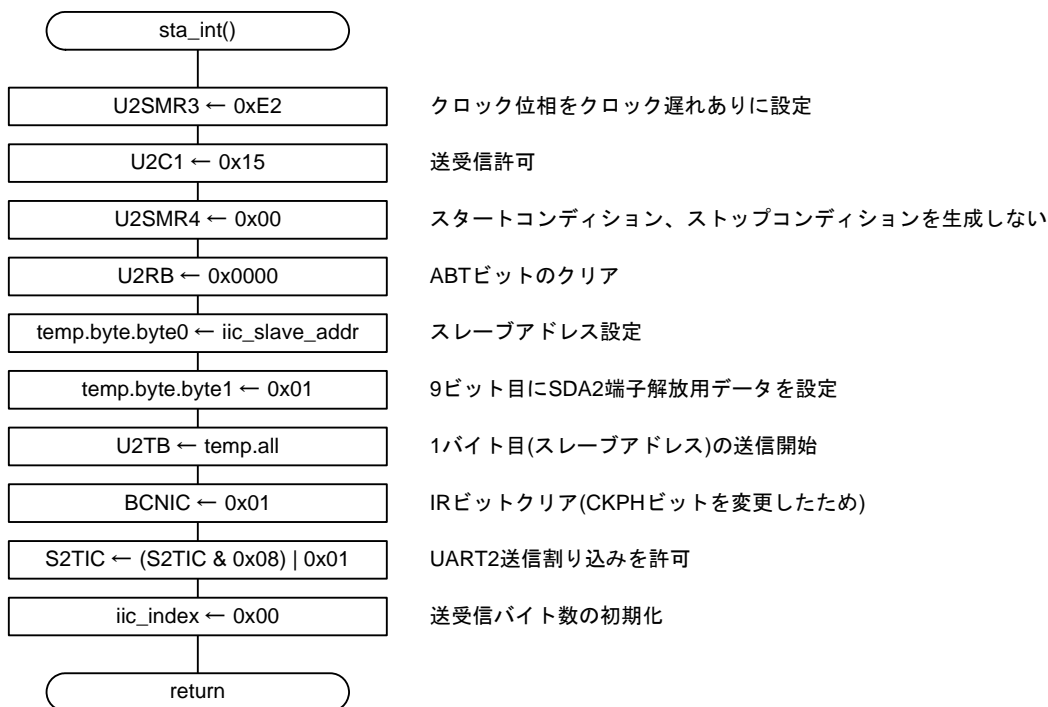 sta_int()
U2SMR3 ← 0xE2 クロック位相をクロック遅れありに設定
U2C1 ← 0x15 送受信許可
U2SMR4 ← 0x00 スタートコンディション、ストップコンディションを生成しない
U2RB ← 0x0000 ABTビットのクリア
temp.byte.byte0 ← iic_slave_addr スレーブアドレス設定
temp.byte.byte1 ← 0x01 9ビット目にSDA2端子解放用データを設定
U2TB ← temp.all 1バイト目(スレーブアドレス)の送信開始
BCNIC ← 0x01 IRビットクリア(CKPHビットを変更したため)
S2TIC ← (S2TIC & 0x08) | 0x01 UART2送信割り込みを許可
iic_index ← 0x00 送受信バイト数の初期化
return